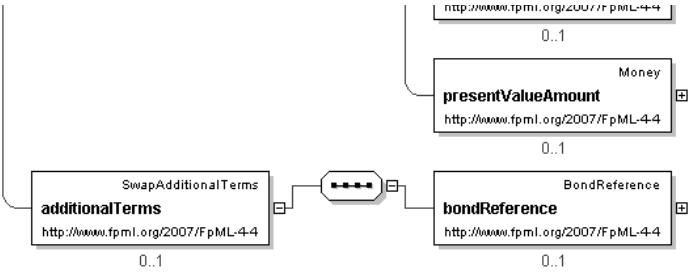 http://www.fpml.org/2007/FpML-4-4
0..1
Money
presentValueAmount
http://www.fpml.org/2007/FpML-4-4
0..1
SwapAdditionalTerms
additionalTerms
http://www.fpml.org/2007/FpML-4-4
0..1
BondReference
bondReference
http://www.fpml.org/2007/FpML-4-4
0..1